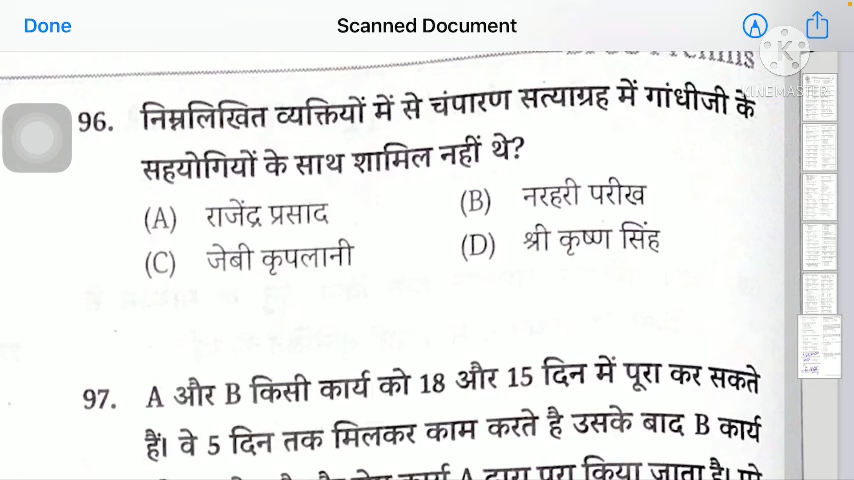 Done
Scanned Document
KINEMASTER
96. निम्नलिखित व्यक्तियों में से चंपारण सत्याग्रह में गांधीजी के
सहयोगियों के साथ शामिल नहीं थे?
(A) राजेंद्र प्रसाद
(B) नरहरी परीख
(C) जेबी कृपलानी
(D) श्री कृष्ण सिंह
97. A और B किसी कार्य को 18 और 15 दिन में पूरा कर सकते
हैं। वे 5 दिन तक मिलकर काम करते है उसके बाद B कार्य